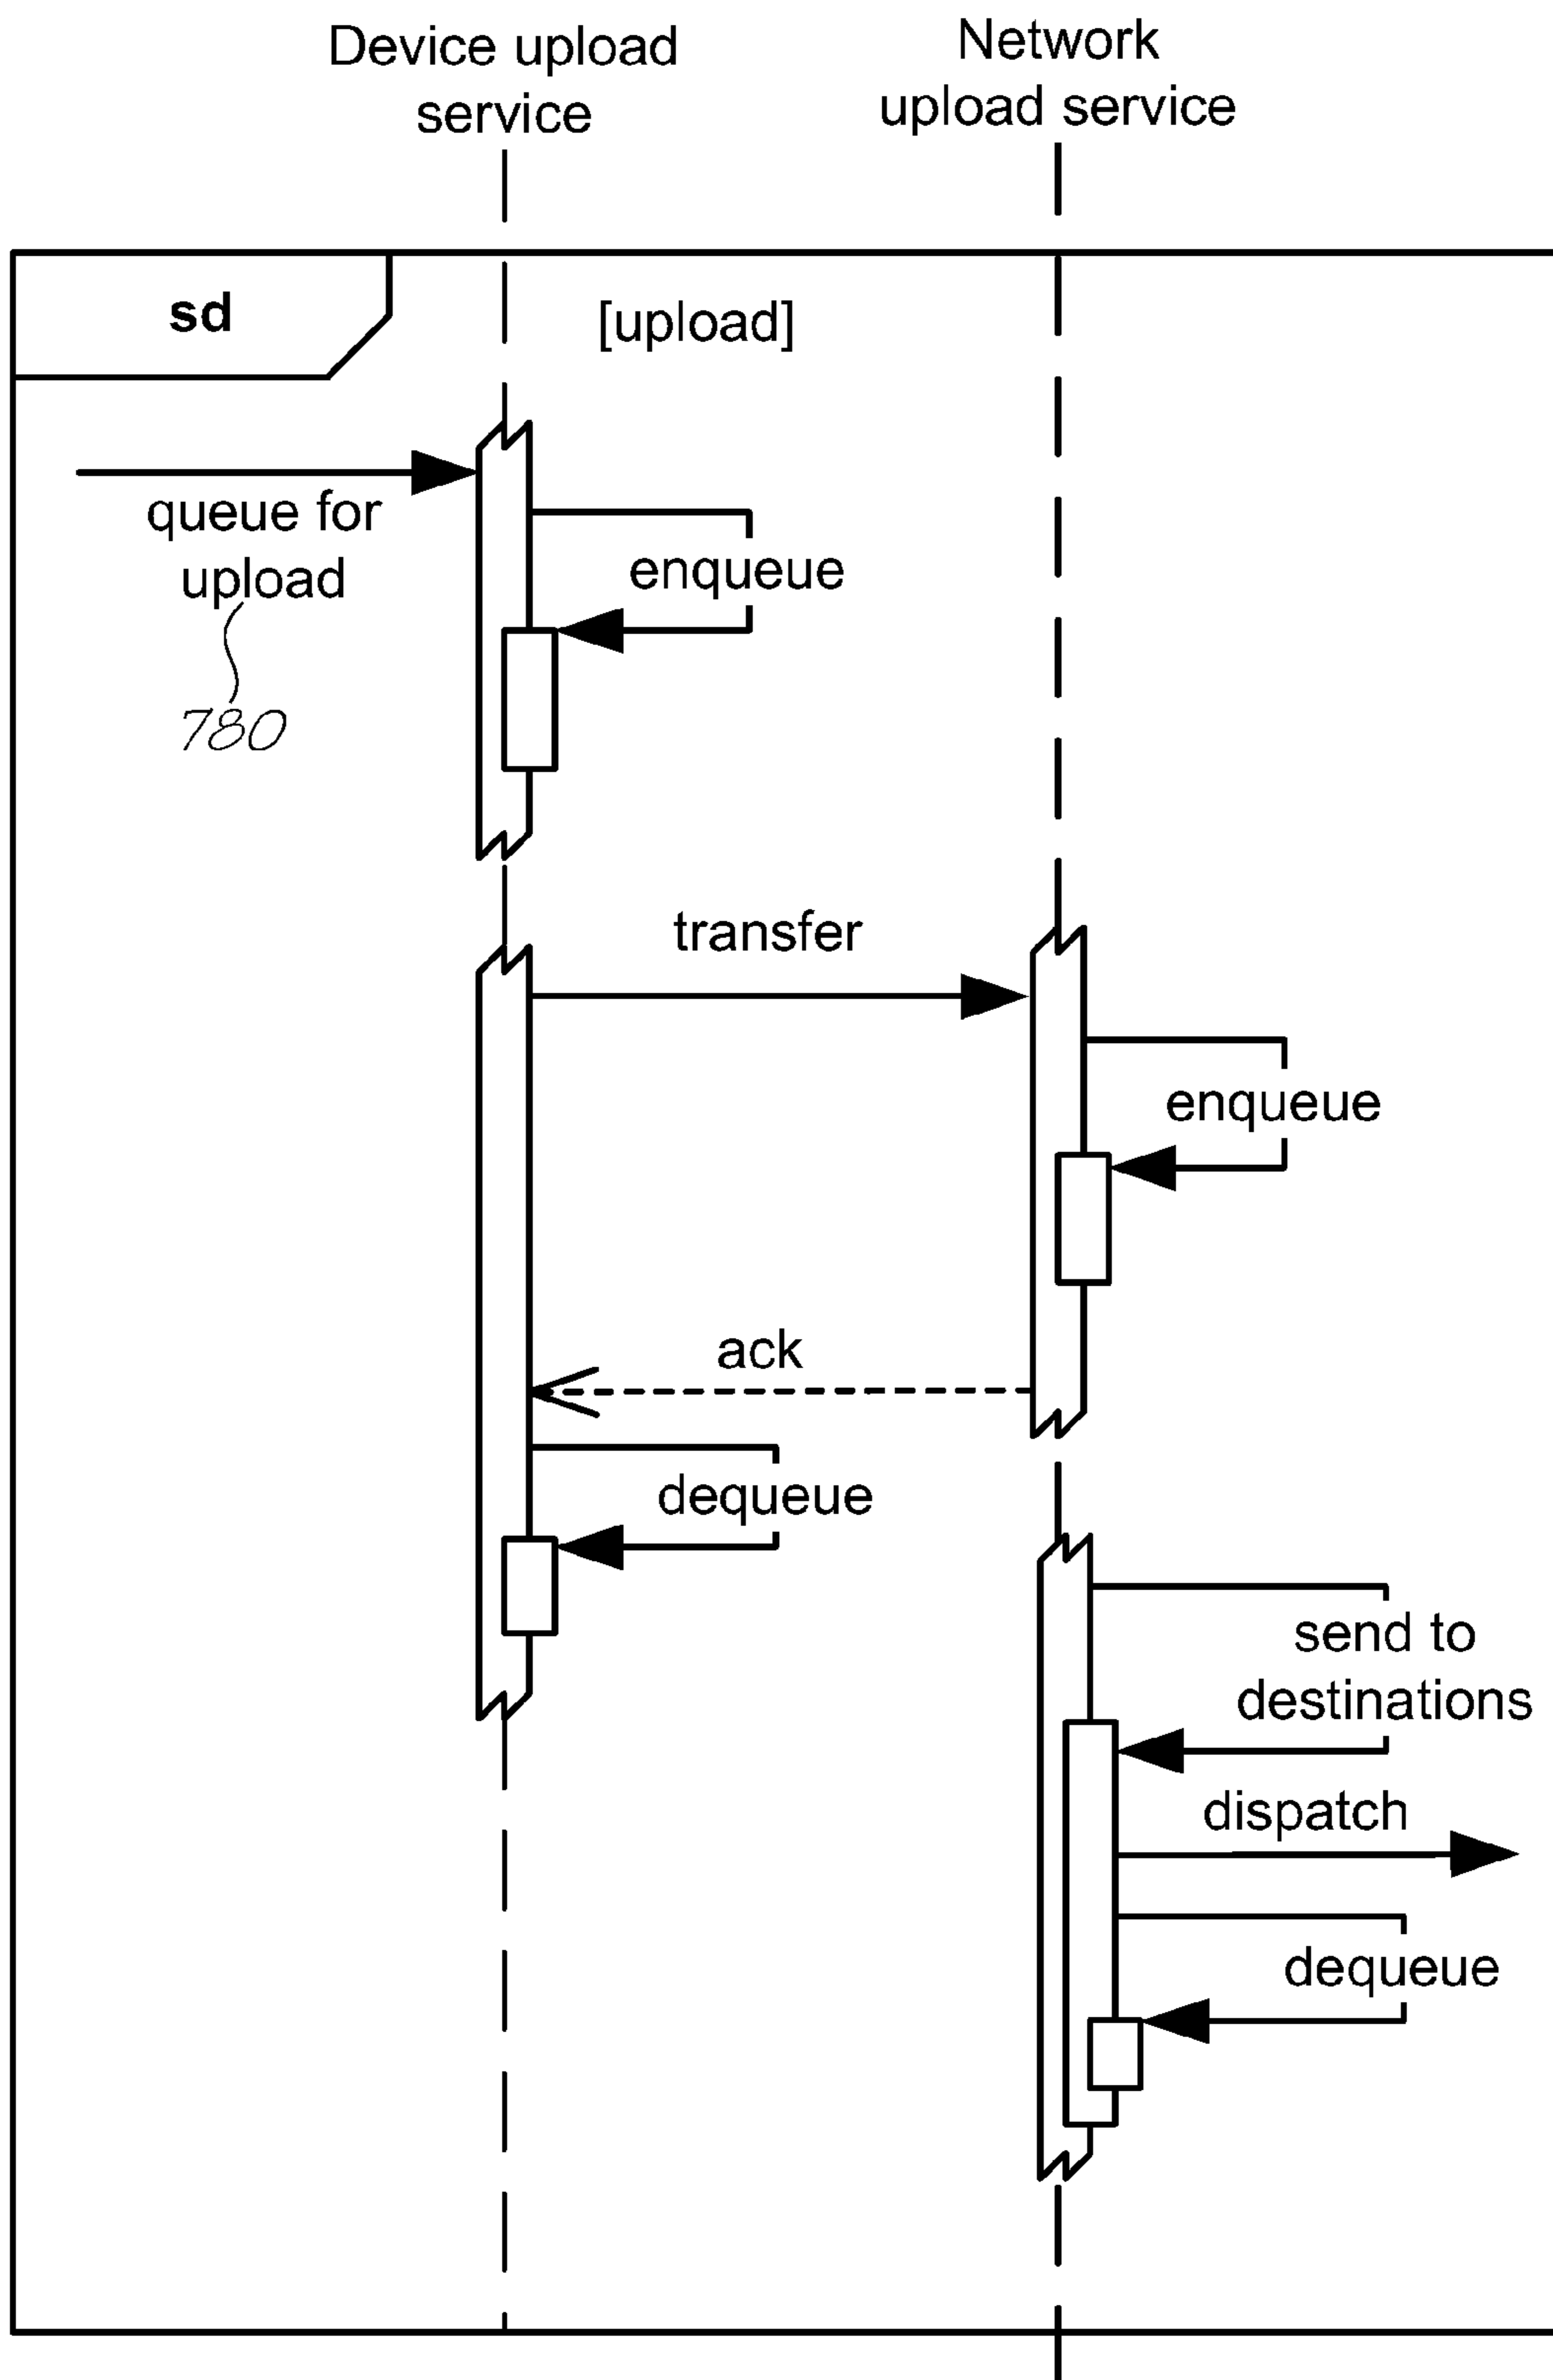 Device upload
service
Network
upload service
sd
[upload]
queue for
upload
780
enqueue
transfer
enqueue
ack
dequeue
send to
destinations
dispatch
dequeue